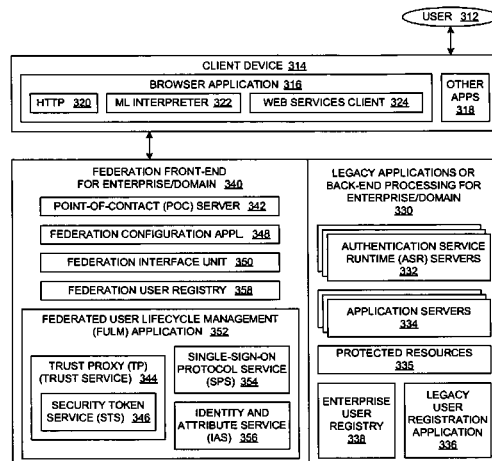 USER 312
CLIENT DEVICE 314
BROWSER APPLICATION 316
HTTP 320
ML INTERPRETER 322
WEB SERVICES CLIENT 324
OTHER
APPS
318
FEDERATION FRONT-END
FOR ENTERPRISE/DOMAIN 340
POINT-OF-CONTACT (POC) SERVER 342
FEDERATION CONFIGURATION APPL. 348
FEDERATION INTERFACE UNIT 350
FEDERATION USER REGISTRY 358
FEDERATED USER LIFECYCLE MANAGEMENT
(FULM) APPLICATION 352
TRUST PROXY (TP)
(TRUST SERVICE) 344
SECURITY TOKEN
SERVICE (STS) 346
SINGLE-SIGN-ON
PROTOCOL SERVICE
(SPS) 354
IDENTITY AND
ATTRIBUTE SERVICE
(IAS) 356
LEGACY APPLICATIONS OR
BACK-END PROCESSING FOR
ENTERPRISE/DOMAIN
330
AUTHENTICATION SERVICE
RUNTIME (ASR) SERVERS
332
APPLICATION SERVERS
334
PROTECTED RESOURCES
335
ENTERPRISE
USER
REGISTRY
338
LEGACY
USER
REGISTRATION
APPLICATION
336